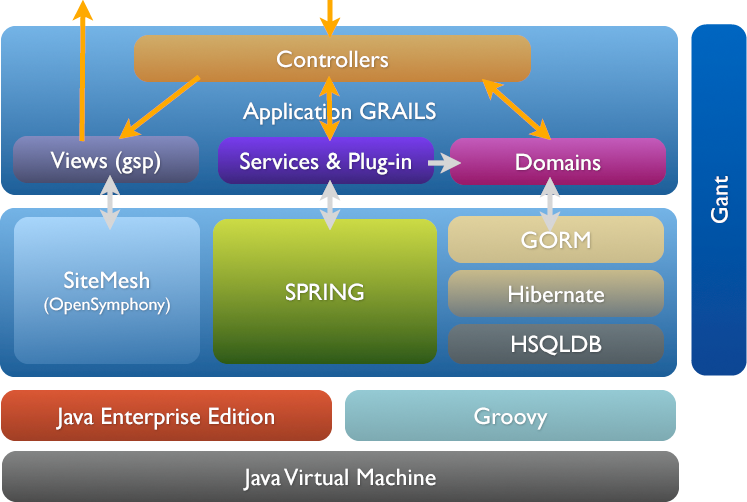 Controllers
Application GRAILS
Views (gsp)
Services & Plug-in
Domains
Gant
SiteMesh
(OpenSymphony)
SPRING
GORM
Hibernate
HSQLDB
Java Enterprise Edition
Groovy
Java Virtual Machine